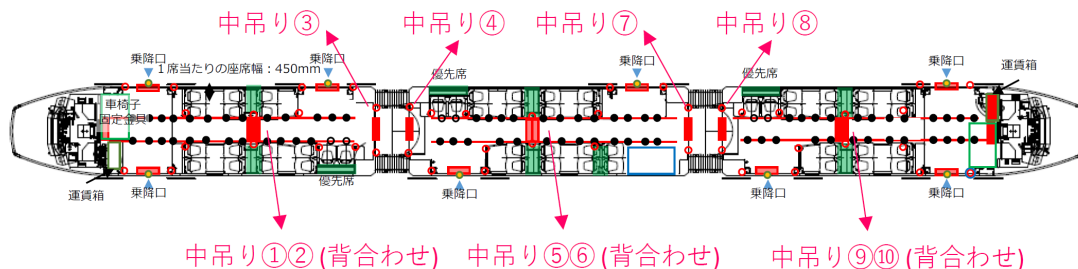 中吊り③
中吊り④
中吊り⑦
中吊り⑧
乗降口
乗降口
乗降口
乗降口
運賃箱
1席当たりの座席幅：450mm
優先席
優先席
車椅子
固定金具
運賃箱
乗降口
優先席
乗降口
乗降口
乗降口
中吊り①② (背合わせ)
中吊り⑤⑥ (背合わせ)
中吊り⑨⑩ (背合わせ)